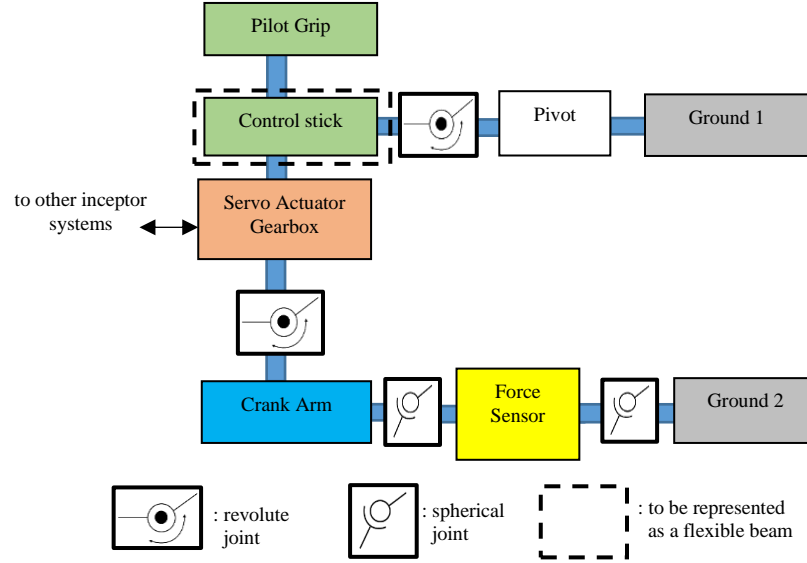 Pilot Grip
Control stick
Pivot
Ground 1
to other inceptor
systems
Servo Actuator
Gearbox
Crank Arm
Force
Sensor
Ground 2
: revolute
joint
: spherical
joint
: to be represented
as a flexible beam